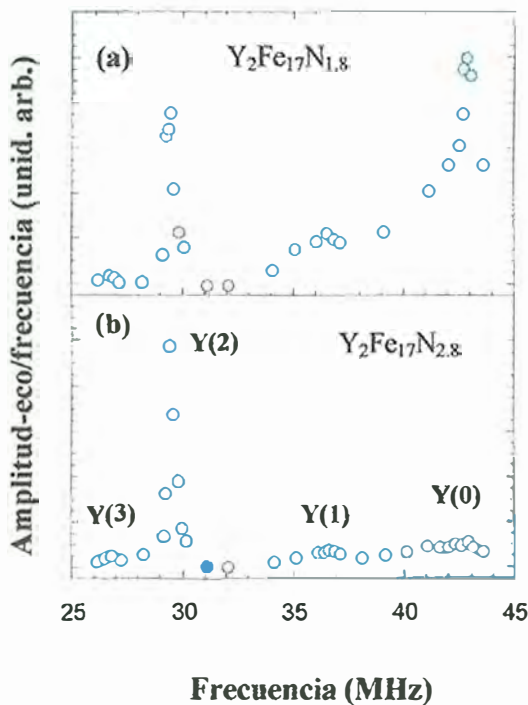 Amplitud-eco/frecuencia (unid. arb.)
(a)
Y₂Fe₁₇N₁.₈
(b)
Y(2)
Y₂Fe₁₇N₂.₈
Y(3)
Y(1)
Y(0)
25 30 35 40 45
Frecuencia (MHz)